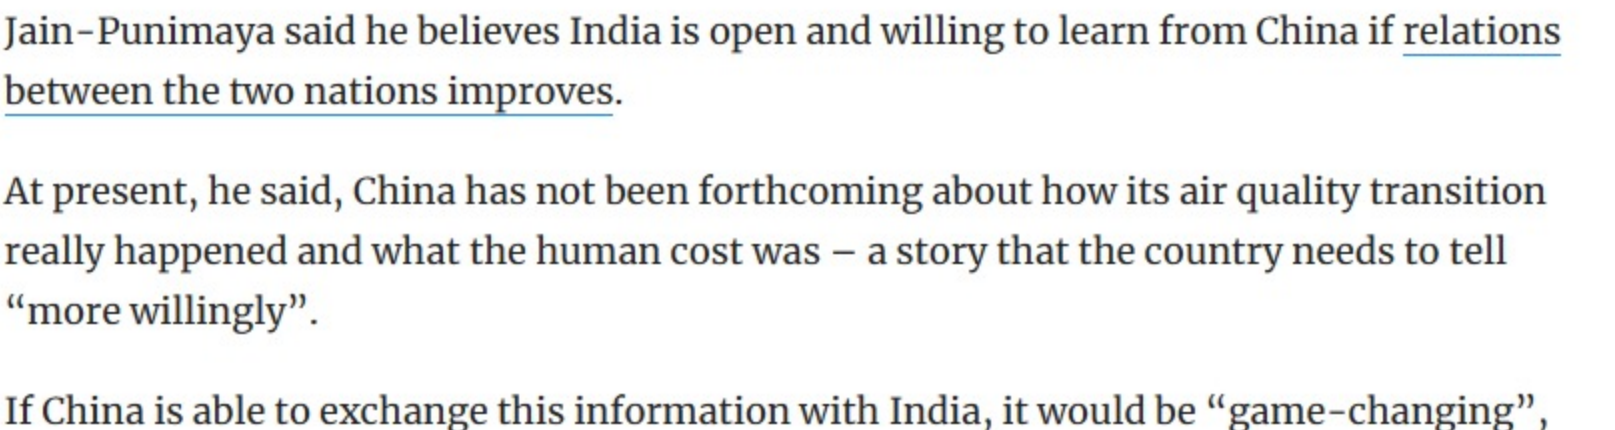 Jain-Punimaya said he believes India is open and willing to learn from China if relations
between the two nations improves.
At present, he said, China has not been forthcoming about how its air quality transition
really happened and what the human cost was – a story that the country needs to tell
“more willingly”.
If China is able to exchange this information with India, it would be “game-changing”,